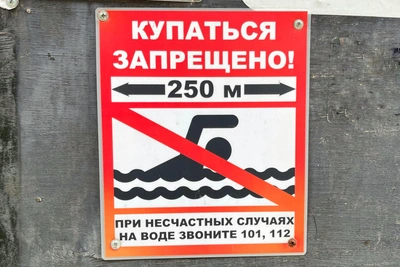 КУПАТЬСЯ
ЗАПРЕЩЕНО!
250 м
ПРИ НЕСЧАСТНЫХ СЛУЧАЯХ
НА ВОДЕ ЗВОНИТЕ 101, 112